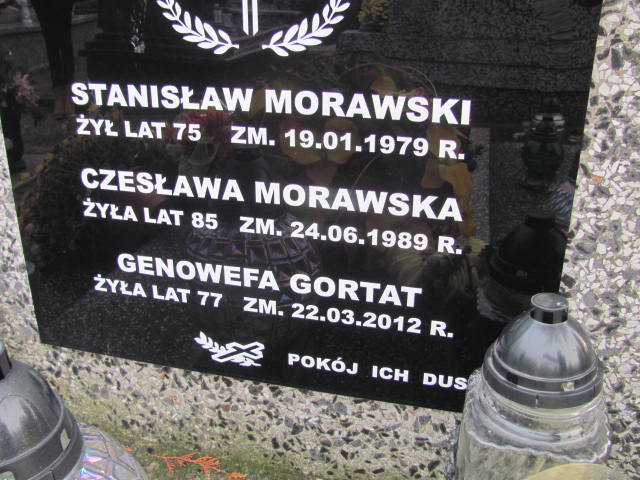 STANISŁAW MORAWSKI
ŻYŁ LAT 75 ZM. 19.01.1979 R.
CZESŁAWA MORAWSKA
ŻYŁA LAT 85 ZM. 24.06.1989 R.
GENOWEFA GORTAT
ŻYŁA LAT 77 ZM. 22.03.2012 R.
POKÓJ ICH DUS